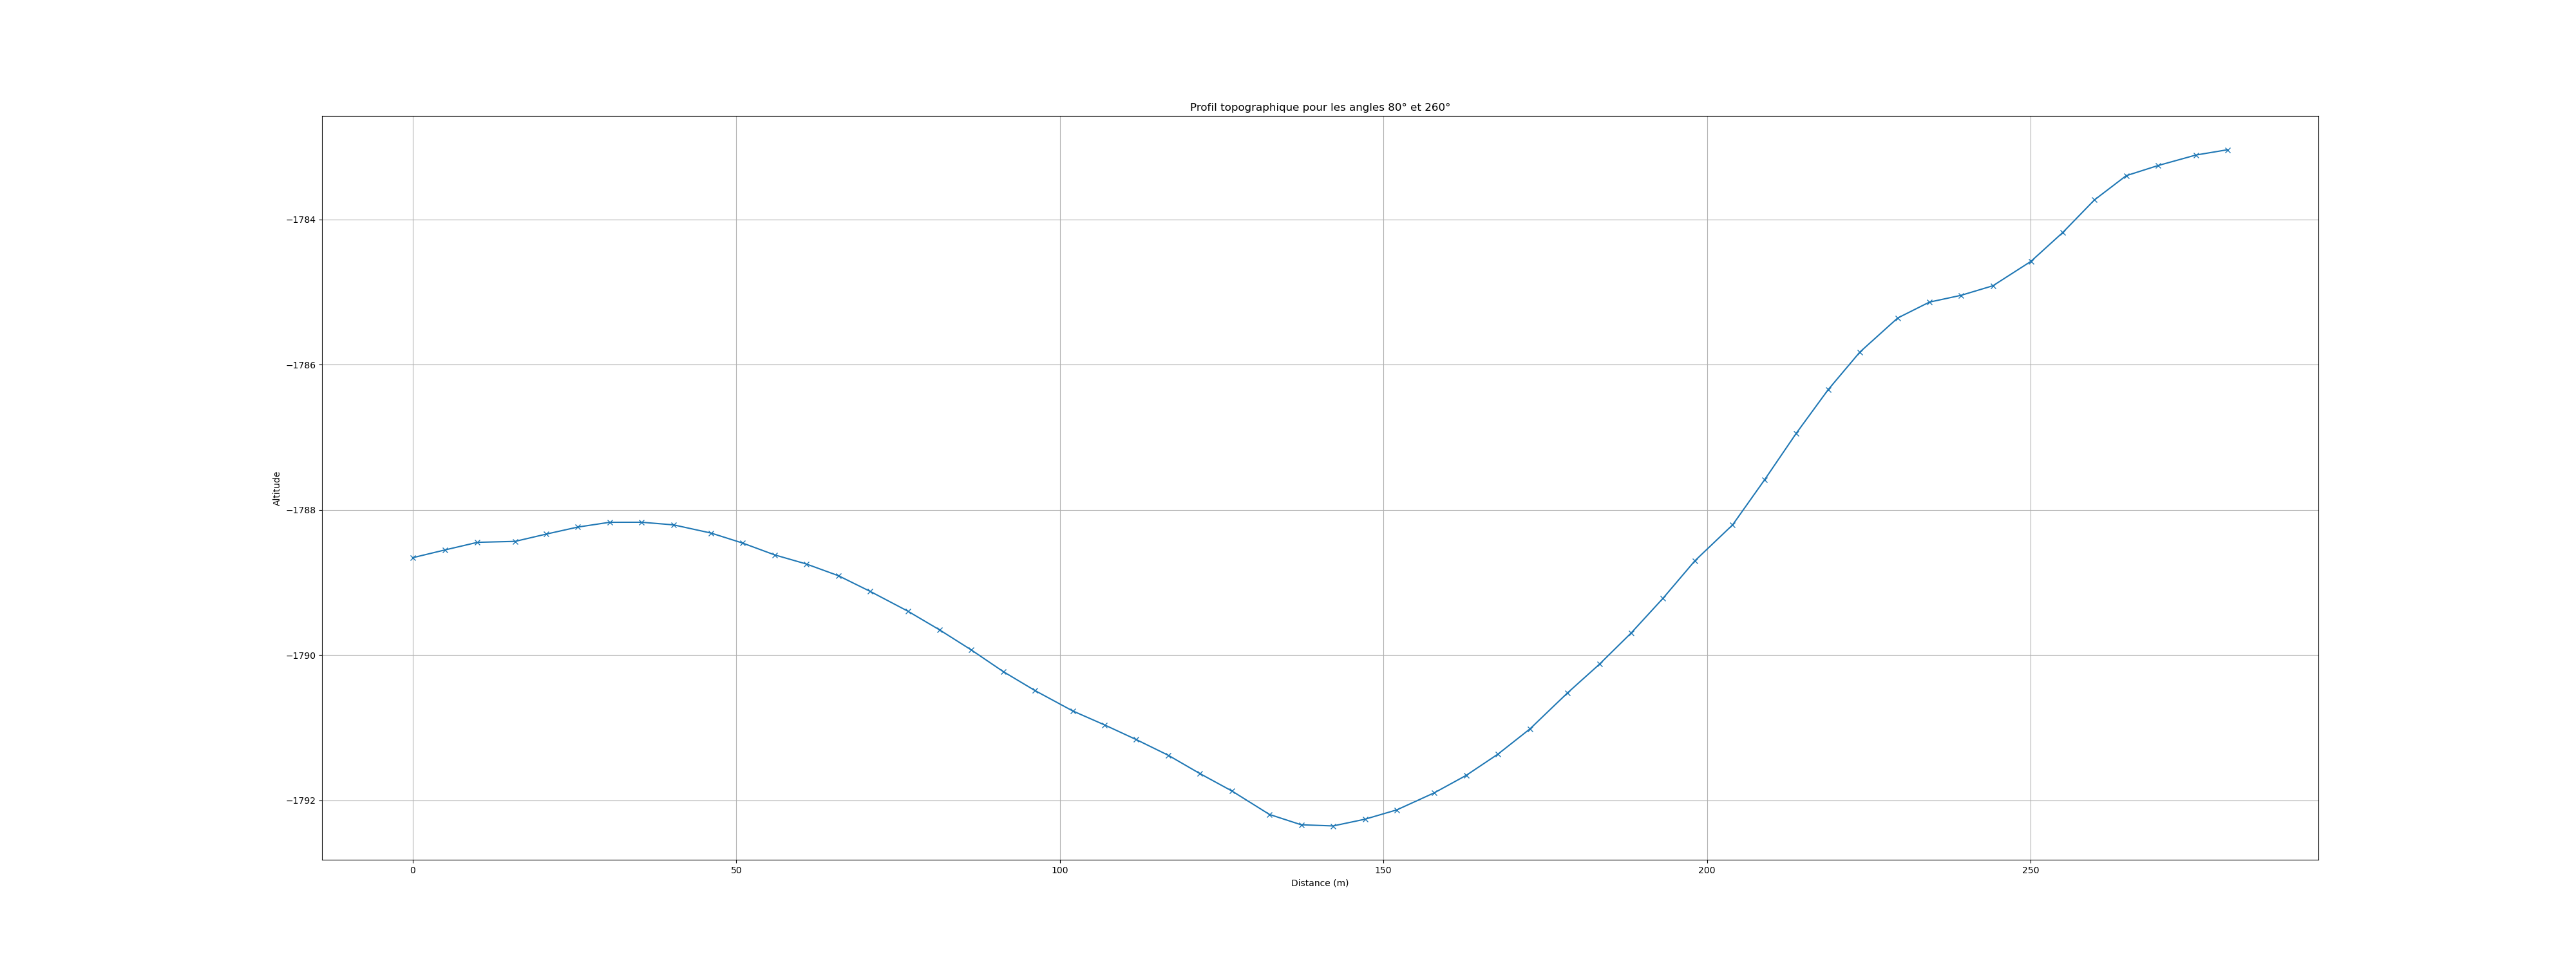 Profil topographique pour les angles 80° et 260°
Altitude
−1784
−1786
−1788
−1790
−1792
0 50 100 150 200 250
Distance (m)